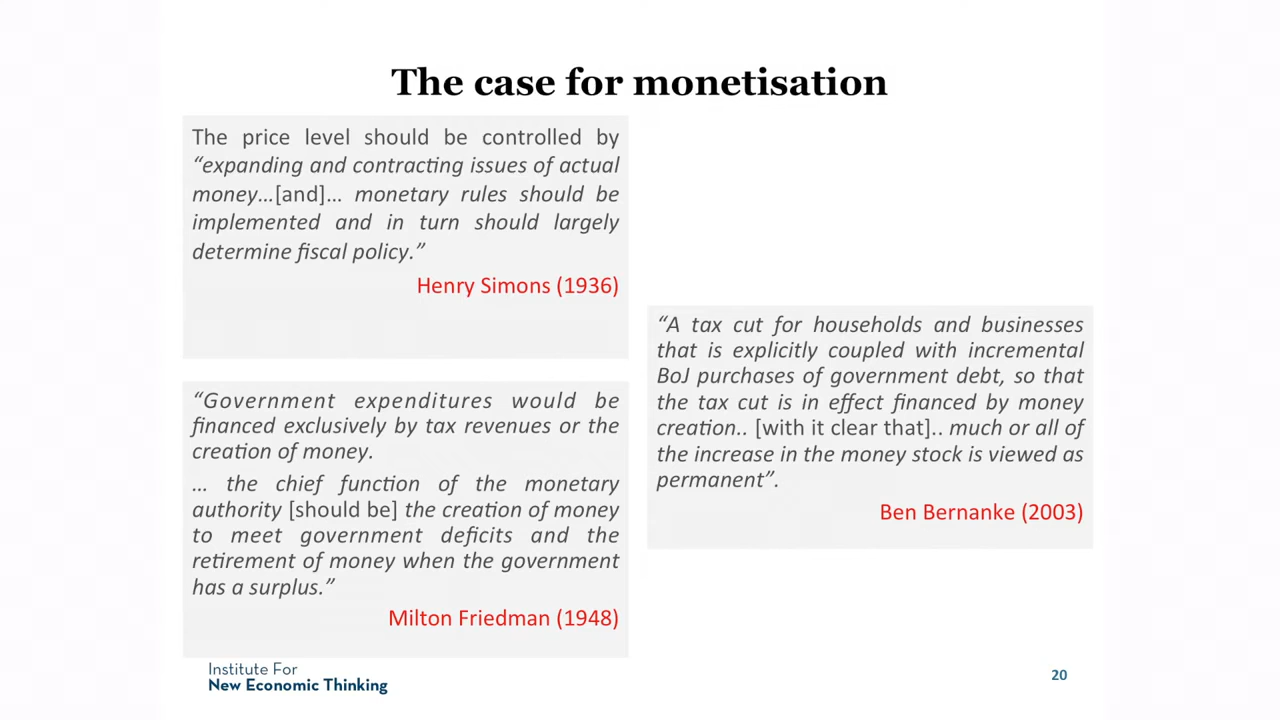 The case for monetisation
The price level should be controlled by
“expanding and contracting issues of actual
money…[and]… monetary rules should be
implemented and in turn should largely
determine fiscal policy.”
Henry Simons (1936)
“Government expenditures would be
financed exclusively by tax revenues or the
creation of money.
… the chief function of the monetary
authority [should be] the creation of money
to meet government deficits and the
retirement of money when the government
has a surplus.”
Milton Friedman (1948)
“A tax cut for households and businesses
that is explicitly coupled with incremental
BoJ purchases of government debt, so that
the tax cut is in effect financed by money
creation.. [with it clear that].. much or all of
the increase in the money stock is viewed as
permanent”.
Ben Bernanke (2003)
Institute For
New Economic Thinking
20